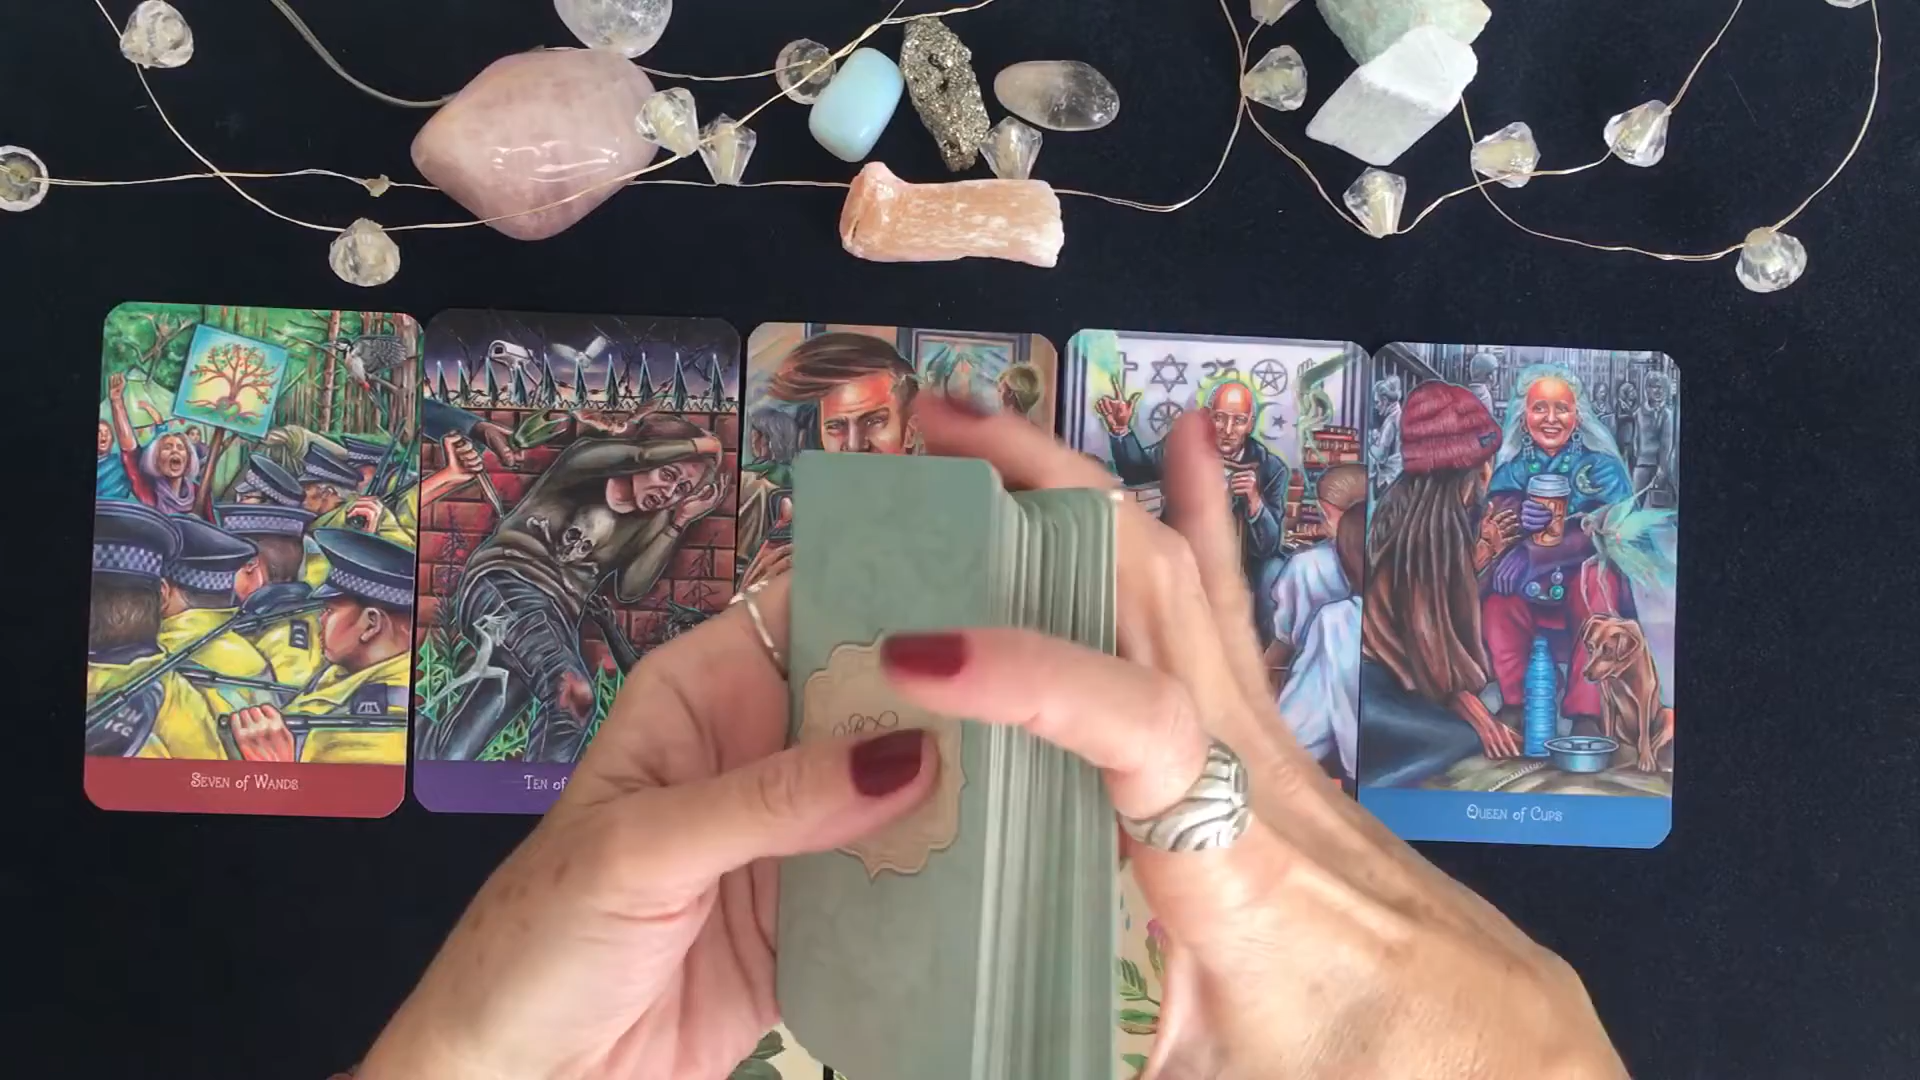 Seven of Wands
Ten of
Queen of Cups